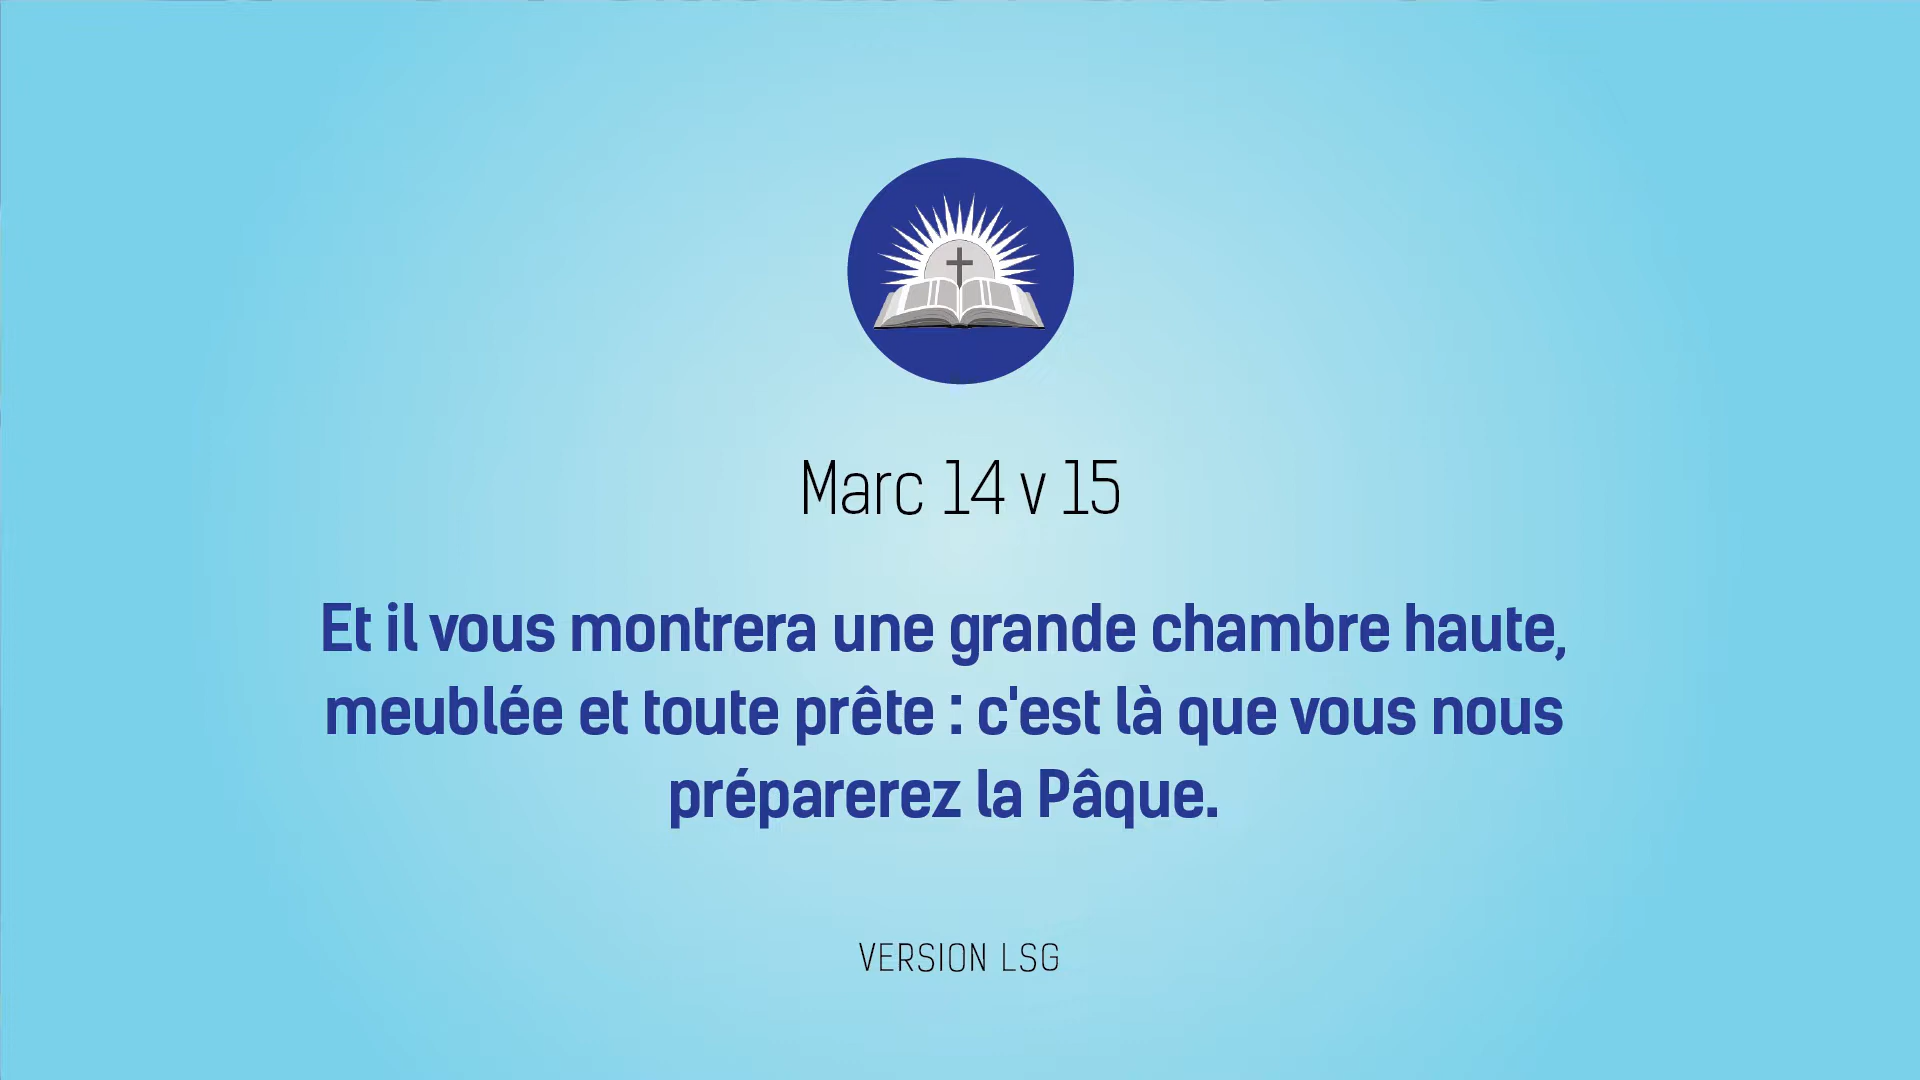 Marc 14 v 15
Et il vous montrera une grande chambre haute,
meublée et toute prête : c'est là que vous nous
préparerez la Pâque.
VERSION LSG